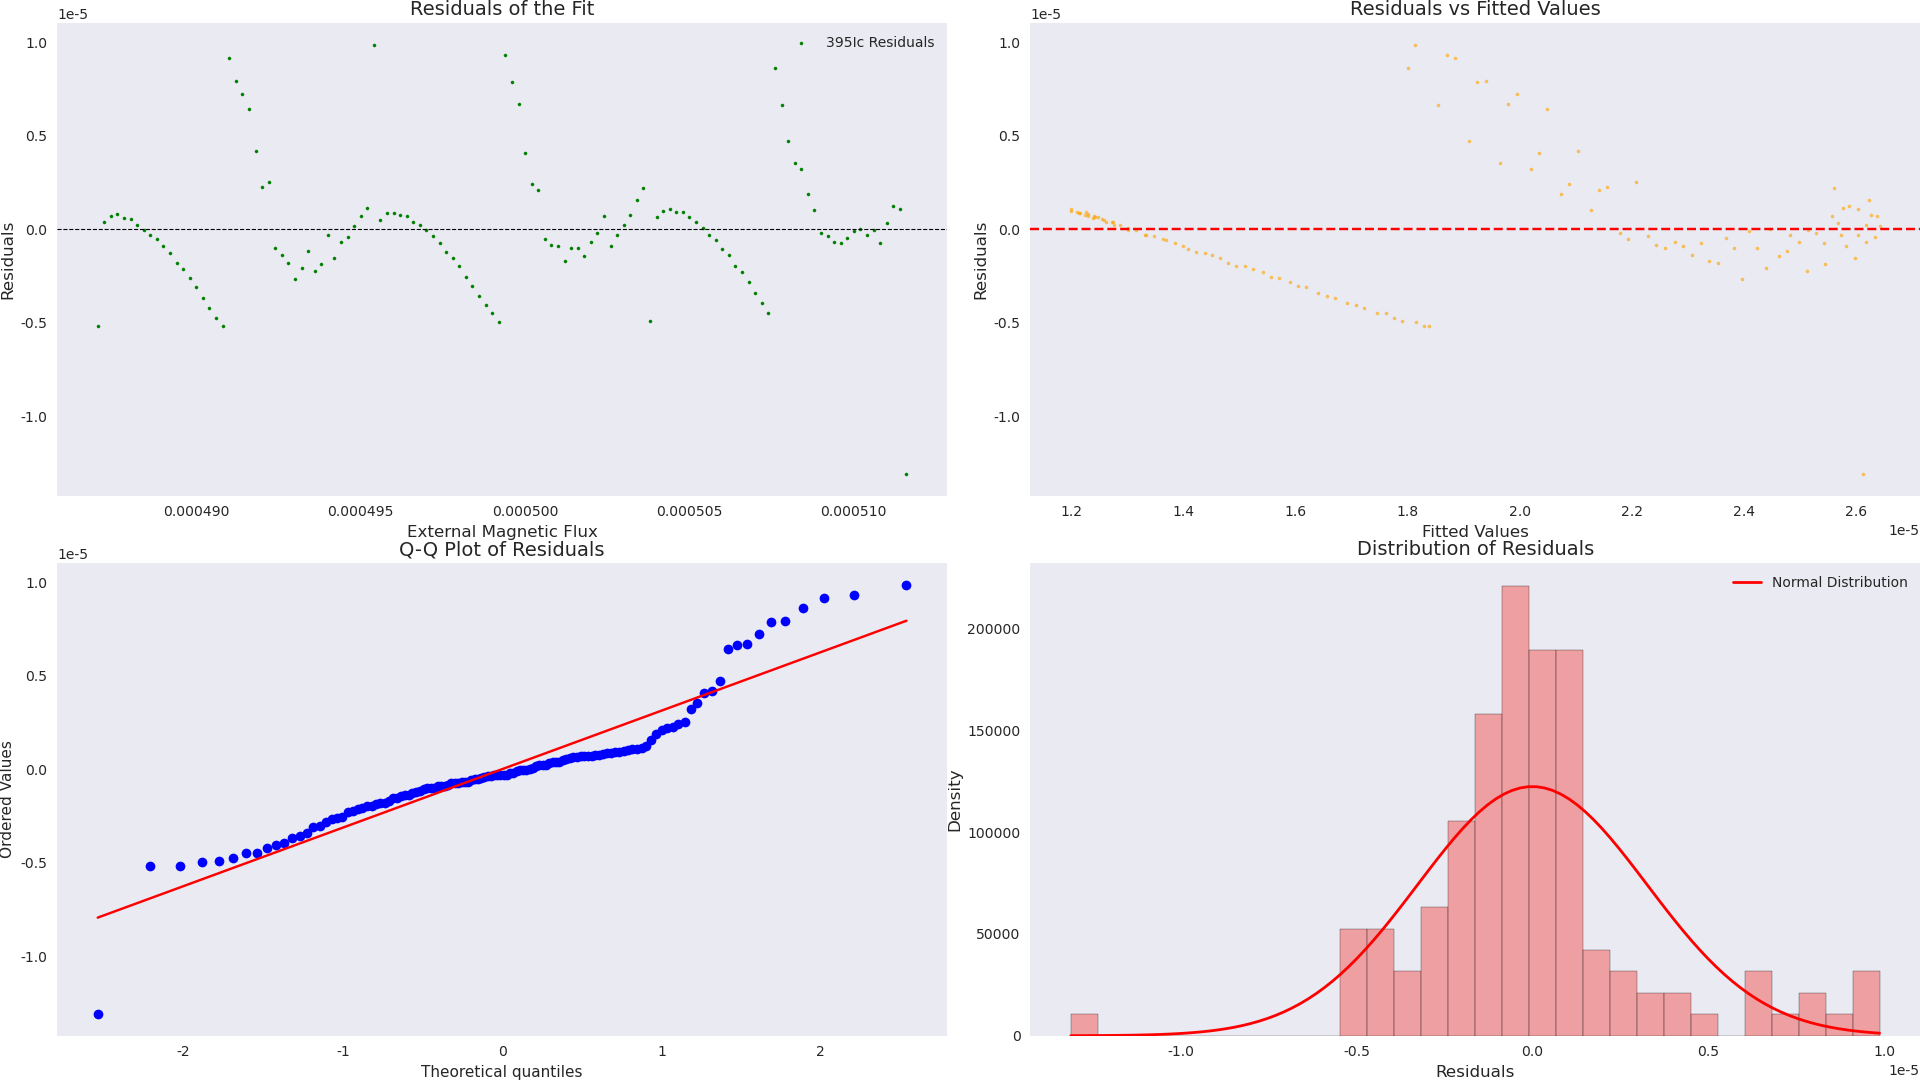 Residuals of the Fit
1e-5
395Ic Residuals
1.0
0.5
0.0
-0.5
-1.0
Residuals
0.000490 0.000495 0.000500 0.000505 0.000510
External Magnetic Flux
Residuals vs Fitted Values
1e-5
1.0
0.5
0.0
-0.5
-1.0
Residuals
1.2 1.4 1.6 1.8 2.0 2.2 2.4 2.6
1e-5
Fitted Values
Q-Q Plot of Residuals
1e-5
1.0
0.5
0.0
-0.5
-1.0
Ordered Values
-2 -1 0 1 2
Theoretical quantiles
Distribution of Residuals
Normal Distribution
200000
150000
100000
50000
0
Density
-1.0 -0.5 0.0 0.5 1.0
1e-5
Residuals